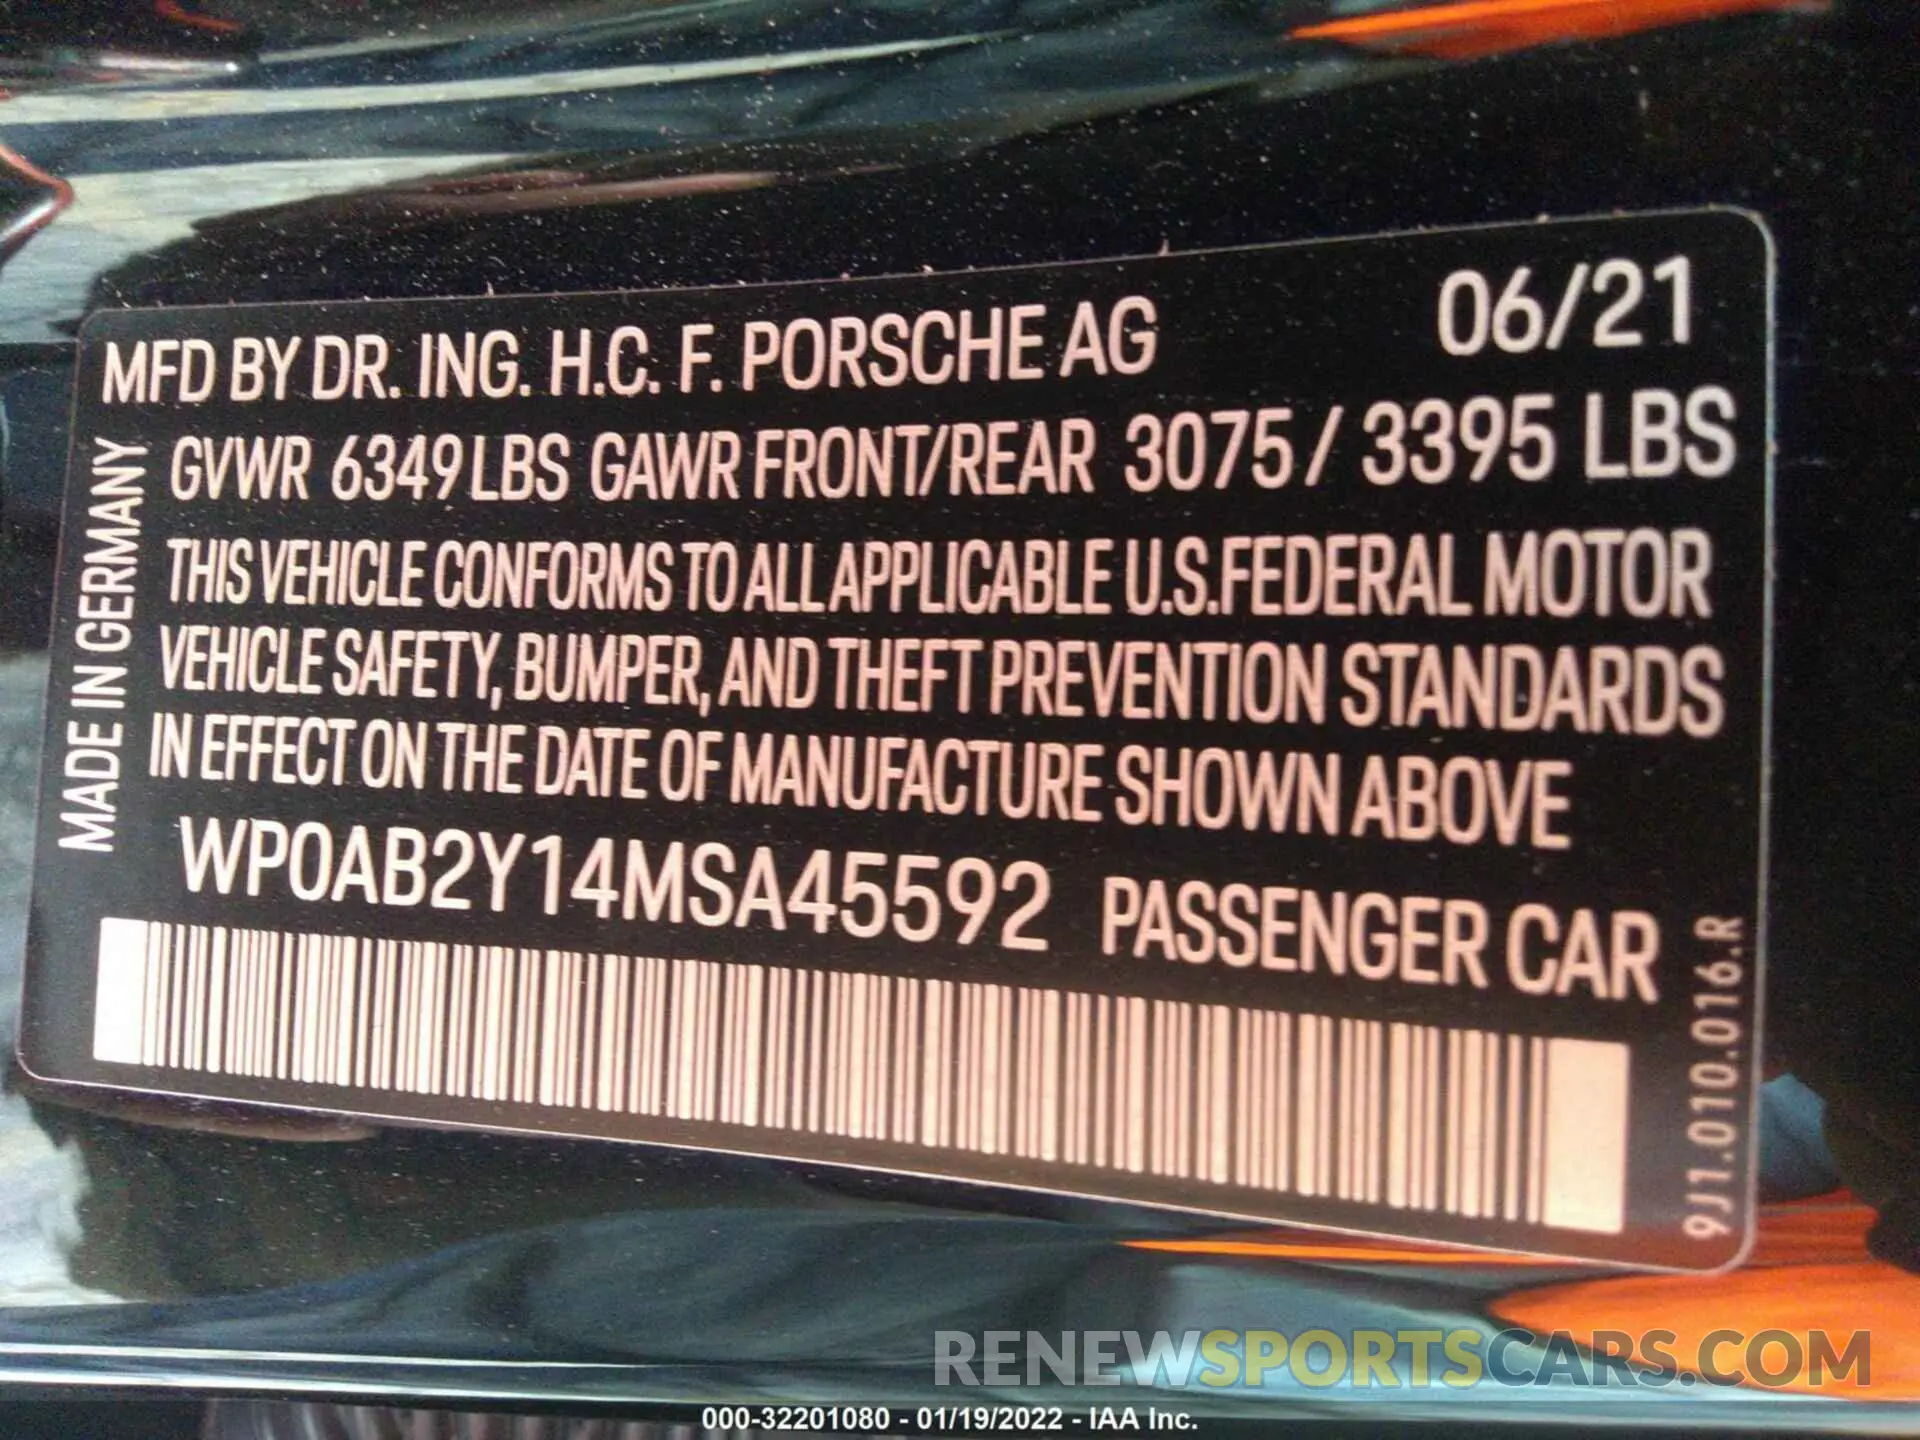 MFD BY DR. ING. H.C. F. PORSCHE AG 06/21
GVWR 6349 LBS GAWR FRONT/REAR 3075 / 3395 LBS
THIS VEHICLE CONFORMS TO ALL APPLICABLE U.S.FEDERAL MOTOR
VEHICLE SAFETY, BUMPER, AND THEFT PREVENTION STANDARDS
IN EFFECT ON THE DATE OF MANUFACTURE SHOWN ABOVE
WP0AB2Y14MSA45592 PASSENGER CAR
MADE IN GERMANY
9J1.010.016.R
RENEWSPORTSCARS.COM
000-32201080 - 01/19/2022 - IAA Inc.